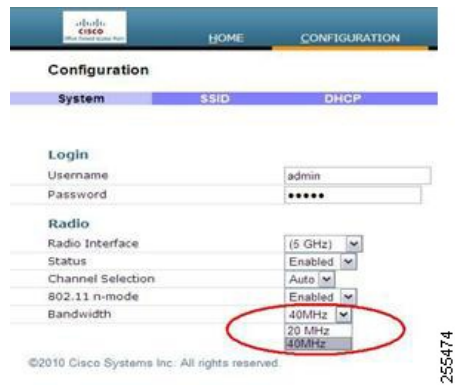 CISCO
HOME CONFIGURATION
Configuration
System SSID DHCP
Login
Username admin
Password •••••
Radio
Radio Interface (5 GHz)
Status Enabled
Channel Selection Auto
802.11 n-mode Enabled
Bandwidth 40MHz
20 MHz
40MHz
©2010 Cisco Systems Inc. All rights reserved.
255474